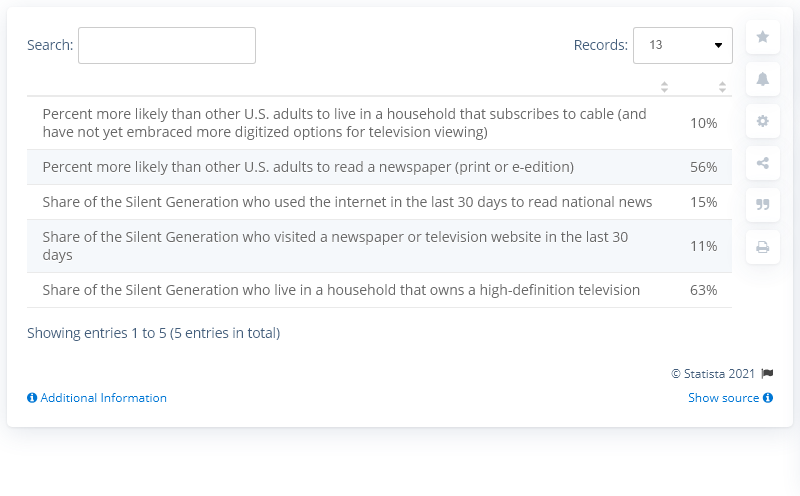 Search:
Records: 13
Percent more likely than other U.S. adults to live in a household that subscribes to cable (and
have not yet embraced more digitized options for television viewing) 10%
Percent more likely than other U.S. adults to read a newspaper (print or e-edition) 56%
Share of the Silent Generation who used the internet in the last 30 days to read national news 15%
Share of the Silent Generation who visited a newspaper or television website in the last 30
days 11%
Share of the Silent Generation who live in a household that owns a high-definition television 63%
Showing entries 1 to 5 (5 entries in total)
© Statista 2021
Additional Information
Show source